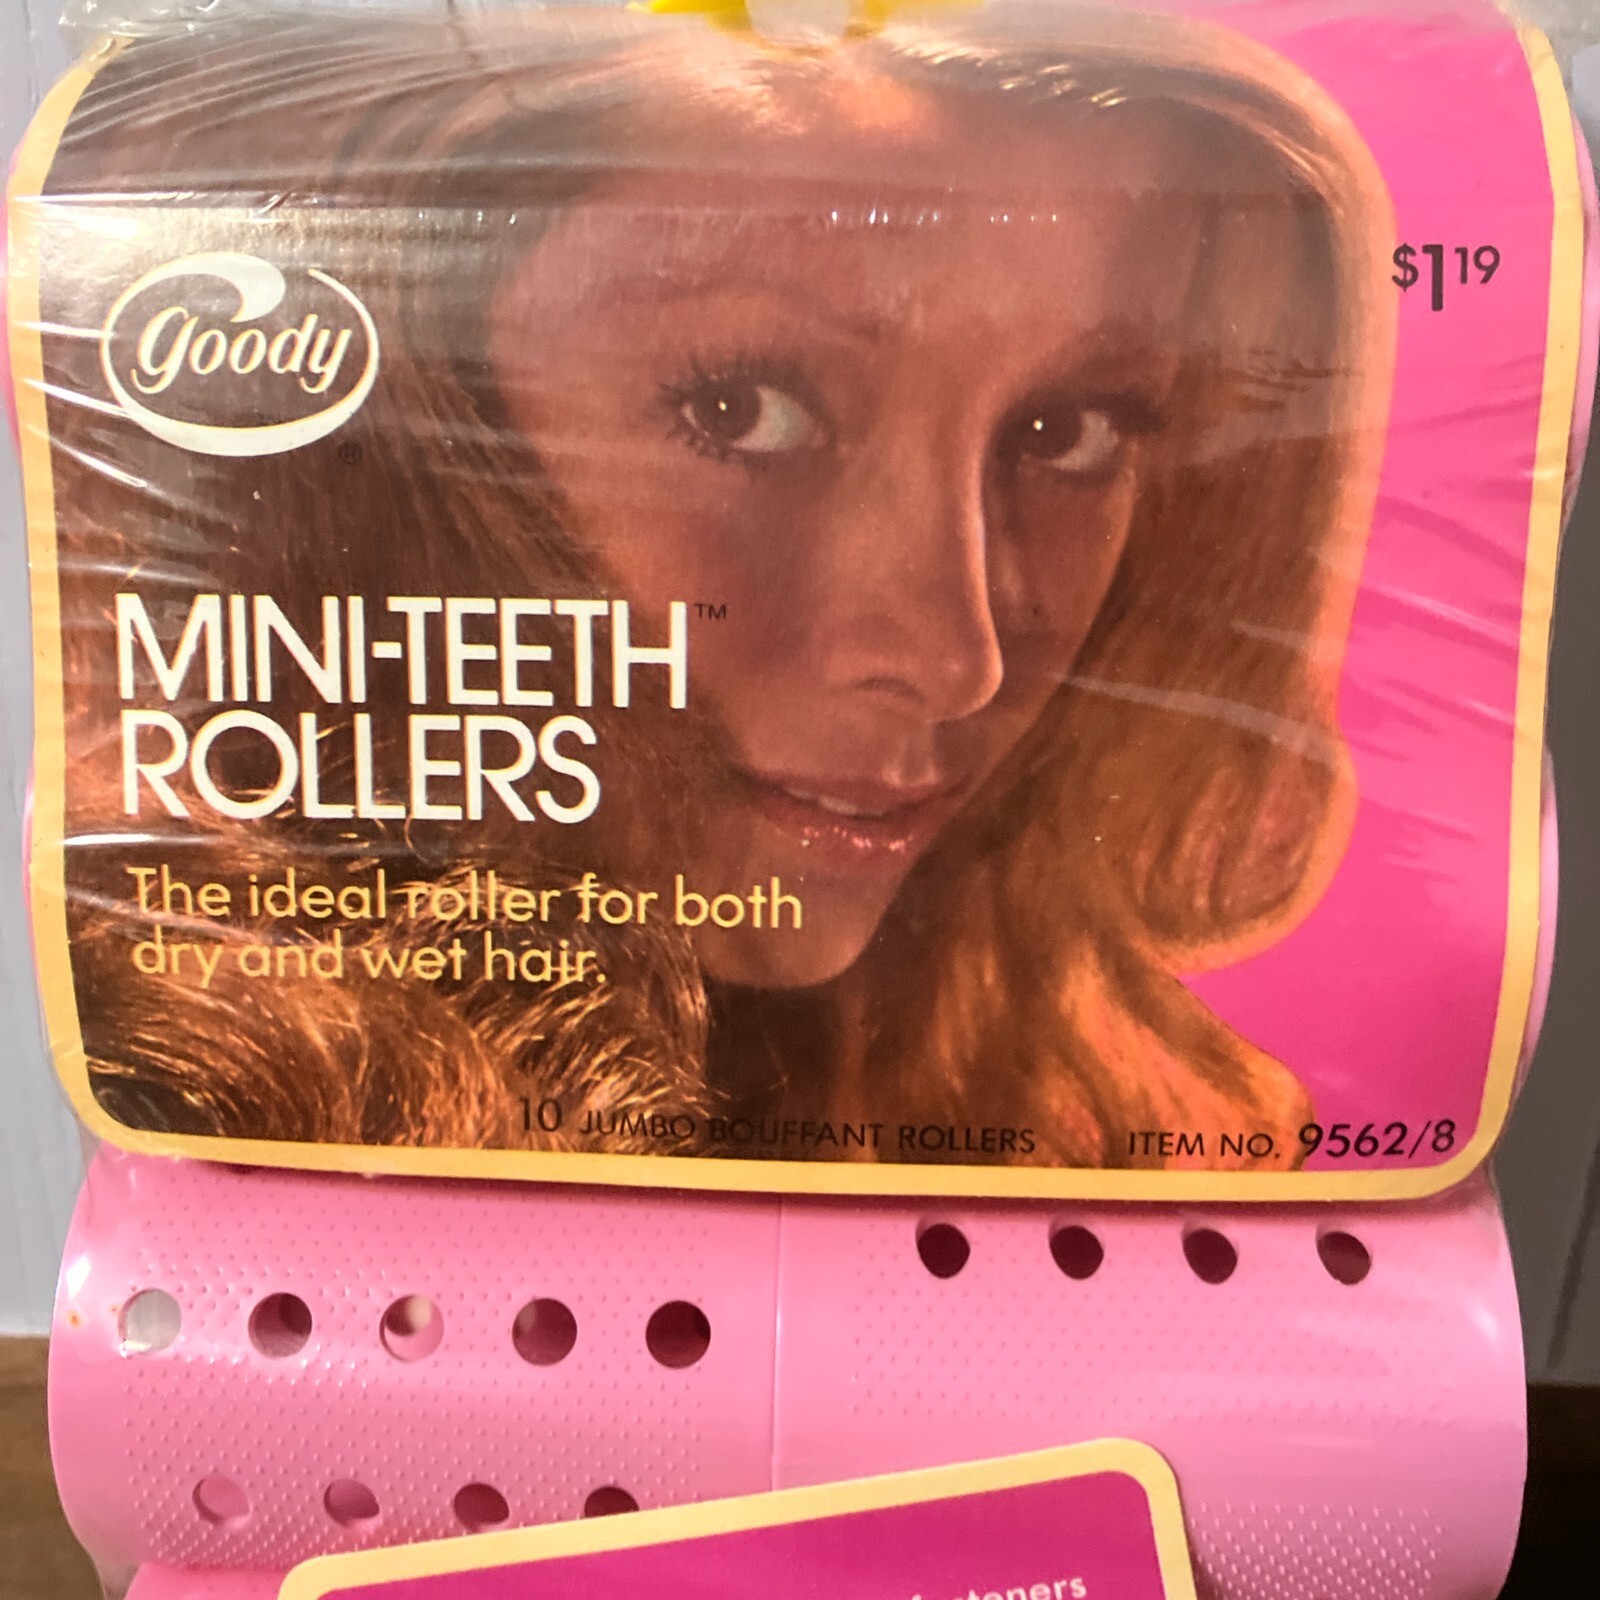 $1 19
goody
®
MINI-TEETH™
ROLLERS
The ideal roller for both
dry and wet hair.
10 JUMBO BOUFFANT ROLLERS
ITEM NO. 9562/8
fasteners